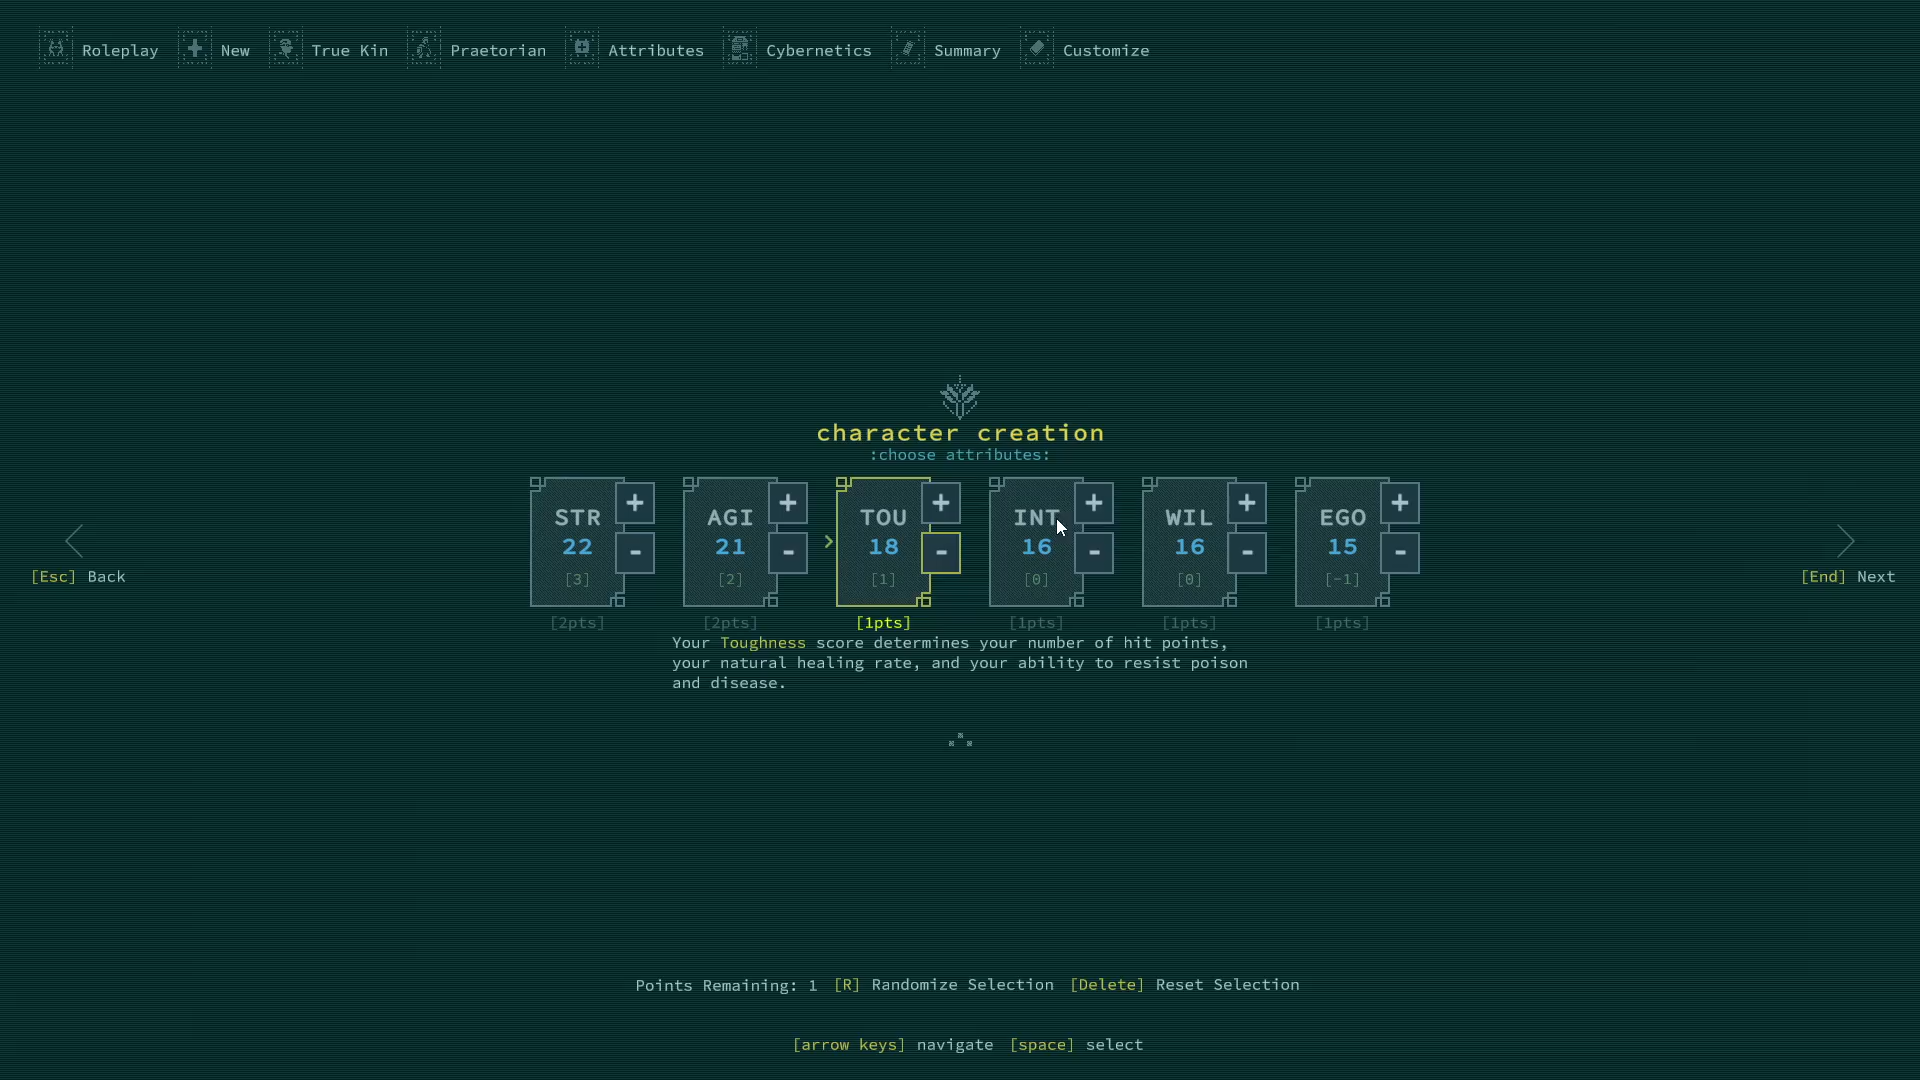 Roleplay New True Kin Praetorian Attributes Cybernetics Summary Customize
character creation
:choose attributes:
STR AGI TOU INT WIL EGO
+ + + + + +
22 21 > 18 16 16 15
- - - - - -
[3] [2] [1] [0] [0] [-1]
[2pts] [2pts] [1pts] [1pts] [1pts] [1pts]
[Esc] Back
[End] Next
Your Toughness score determines your number of hit points,
your natural healing rate, and your ability to resist poison
and disease.
Points Remaining: 1 [R] Randomize Selection [Delete] Reset Selection
[arrow keys] navigate [space] select